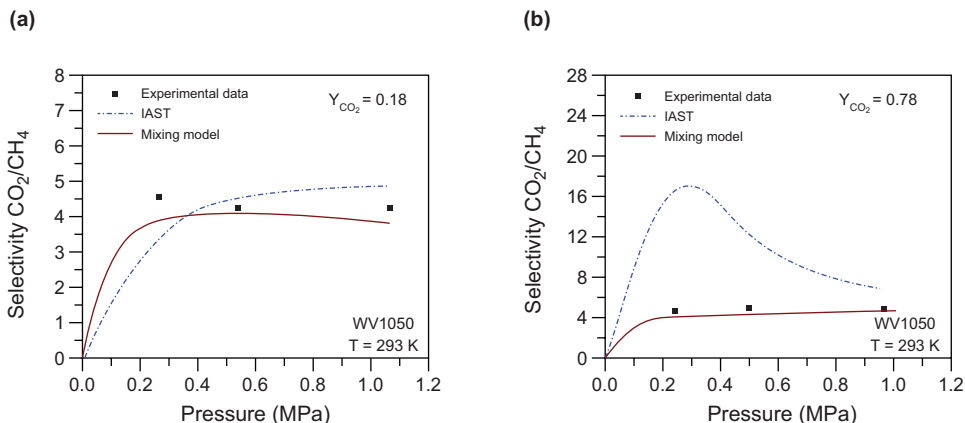 (a)
8
7
6
5
4
3
2
1
0
Selectivity CO₂/CH₄
Experimental data
IAST
Mixing model
Y_CO₂ = 0.18
WV1050
T = 293 K
0.0 0.2 0.4 0.6 0.8 1.0 1.2
Pressure (MPa)
(b)
28
24
20
16
12
8
4
0
Selectivity CO₂/CH₄
Experimental data
IAST
Mixing model
Y_CO₂ = 0.78
WV1050
T = 293 K
0.0 0.2 0.4 0.6 0.8 1.0 1.2
Pressure (MPa)